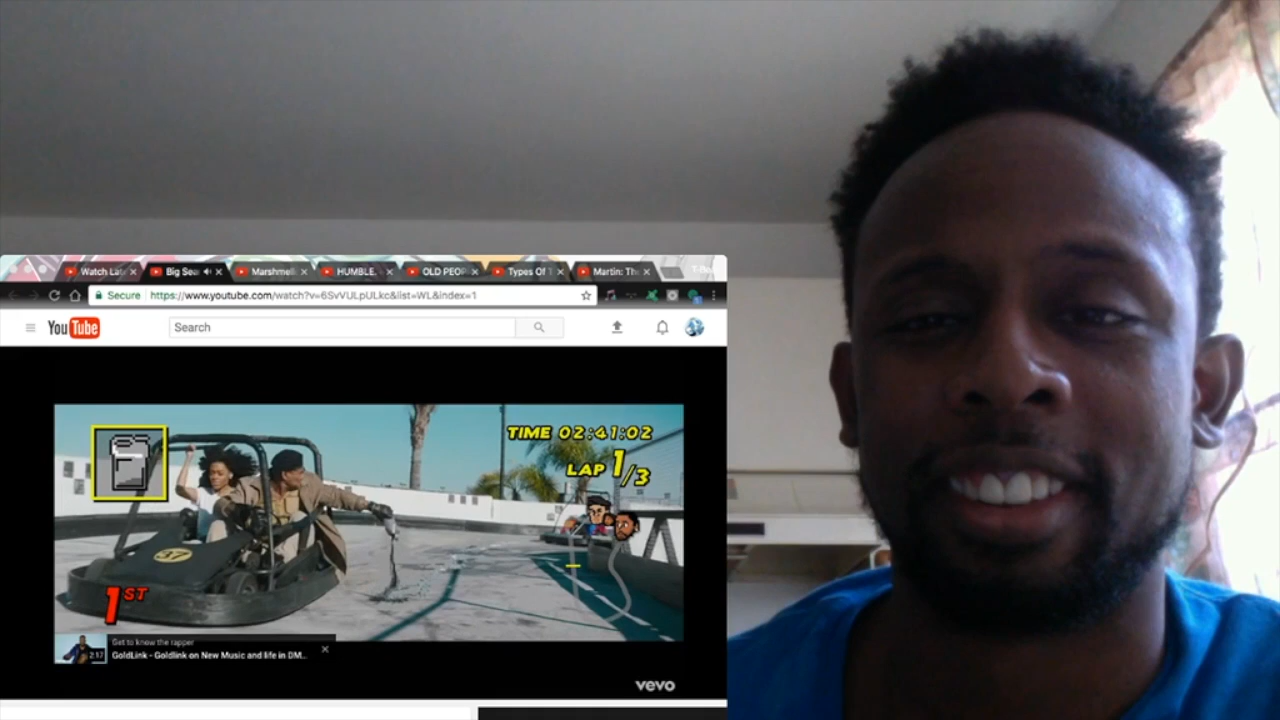 Watch Lat
Big Sea
Marshmell
HUMBLE.
OLD PEOP
Types Of T
Martin: The
Secure
https://www.youtube.com/watch?v=6SvVULpULkc&list=WL&index=1
YouTube
Search
TIME 02:41:02
LAP 1/3
37
1ST
Get to know the rapper
2:17
GoldLink - Goldlink on New Music and life in DM...
vevo